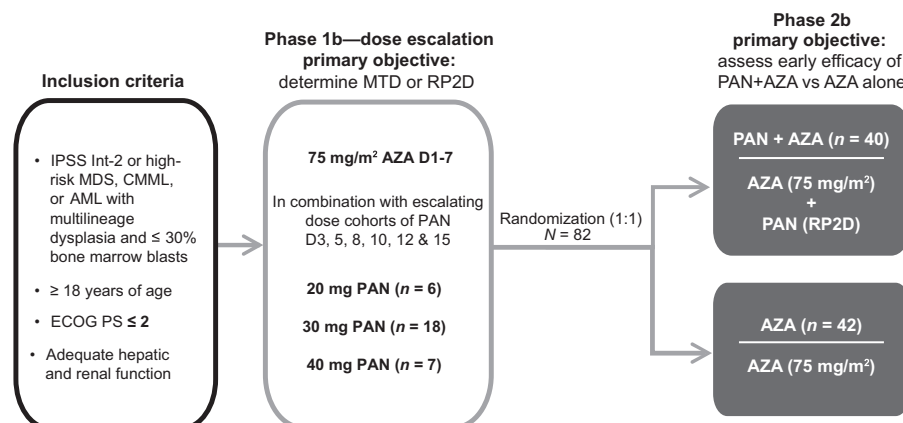 Inclusion criteria
• IPSS Int-2 or high-
risk MDS, CMML,
or AML with
multilineage
dysplasia and ≤ 30%
bone marrow blasts
• ≥ 18 years of age
• ECOG PS ≤ 2
• Adequate hepatic
and renal function
Phase 1b—dose escalation
primary objective:
determine MTD or RP2D
75 mg/m² AZA D1-7
In combination with escalating
dose cohorts of PAN
D3, 5, 8, 10, 12 & 15
20 mg PAN (n = 6)
30 mg PAN (n = 18)
40 mg PAN (n = 7)
Randomization (1:1)
N = 82
Phase 2b
primary objective:
assess early efficacy of
PAN+AZA vs AZA alone
PAN + AZA (n = 40)
AZA (75 mg/m²)
+
PAN (RP2D)
AZA (n = 42)
AZA (75 mg/m²)